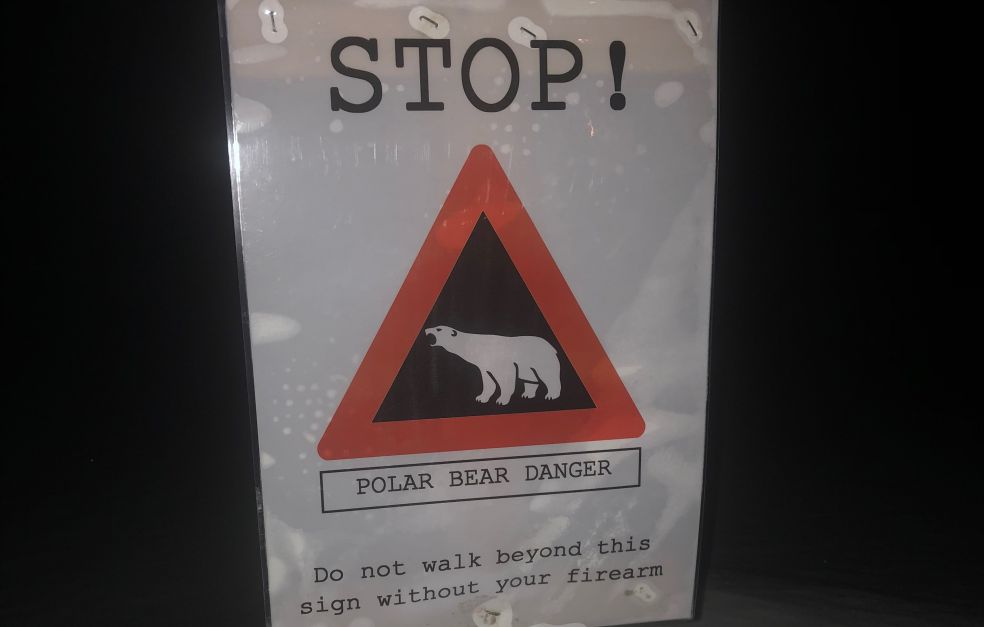 STOP!
POLAR BEAR DANGER
Do not walk beyond this
sign without your firearm